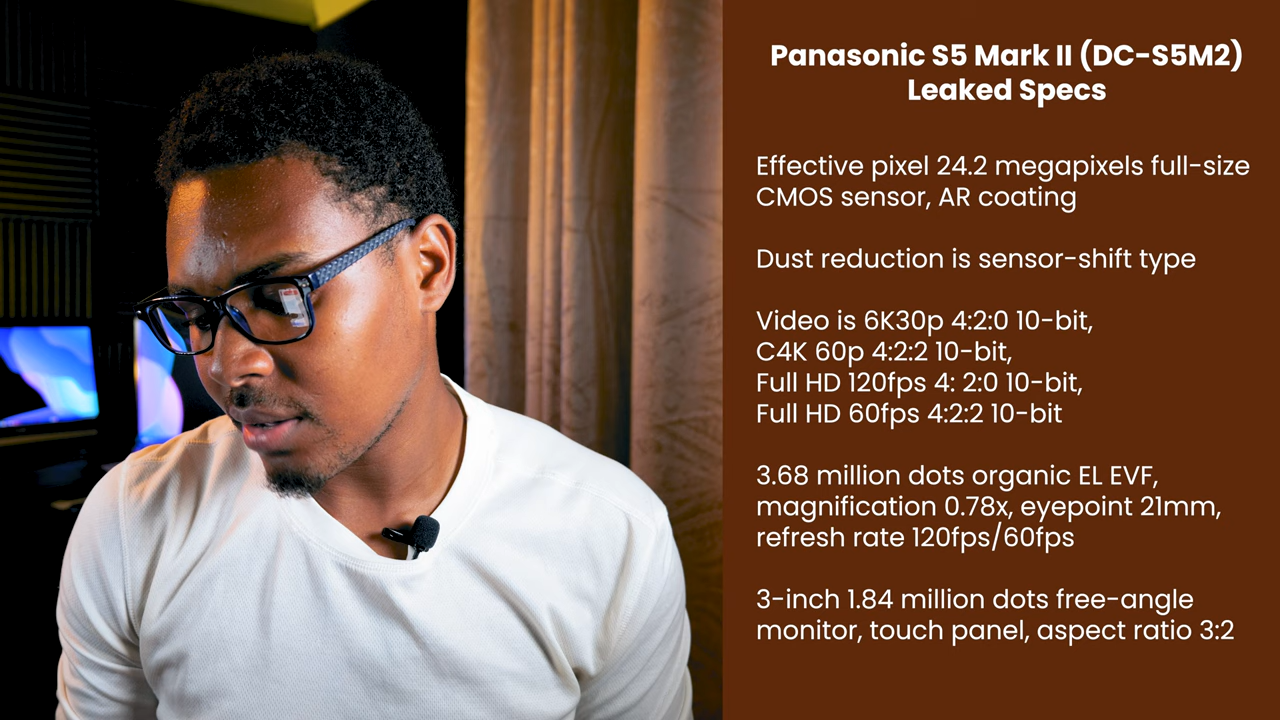 Panasonic S5 Mark II (DC-S5M2)
Leaked Specs
Effective pixel 24.2 megapixels full-size
CMOS sensor, AR coating
Dust reduction is sensor-shift type
Video is 6K30p 4:2:0 10-bit,
C4K 60p 4:2:2 10-bit,
Full HD 120fps 4: 2:0 10-bit,
Full HD 60fps 4:2:2 10-bit
3.68 million dots organic EL EVF,
magnification 0.78x, eyepoint 21mm,
refresh rate 120fps/60fps
3-inch 1.84 million dots free-angle
monitor, touch panel, aspect ratio 3:2